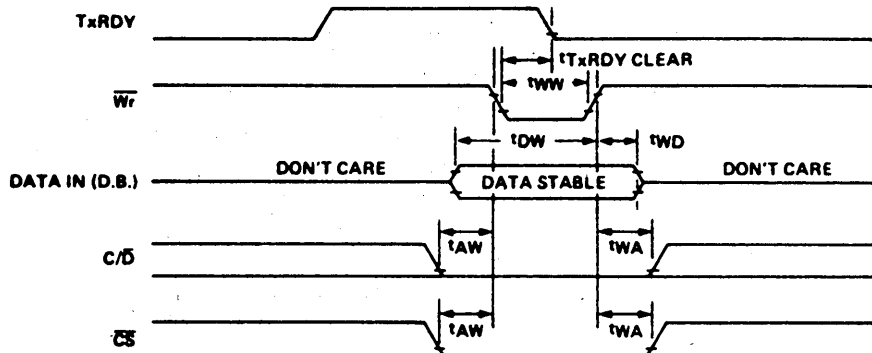 TxRDY
tTxRDY CLEAR
tWW
Wr
tDW
tWD
DON'T CARE
DATA IN (D.B.)
DATA STABLE
DON'T CARE
tAW
tWA
C/D̅
tAW
tWA
C̅S̅